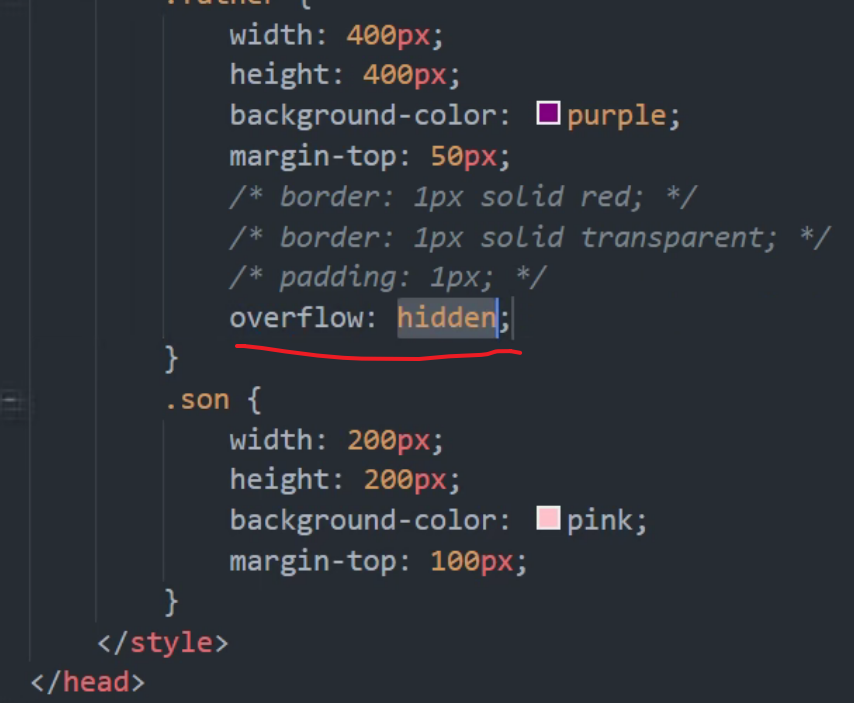 .father {
width: 400px;
height: 400px;
background-color: purple;
margin-top: 50px;
/* border: 1px solid red; */
/* border: 1px solid transparent; */
/* padding: 1px; */
overflow: hidden;
}
.son {
width: 200px;
height: 200px;
background-color: pink;
margin-top: 100px;
}
</style>
</head>